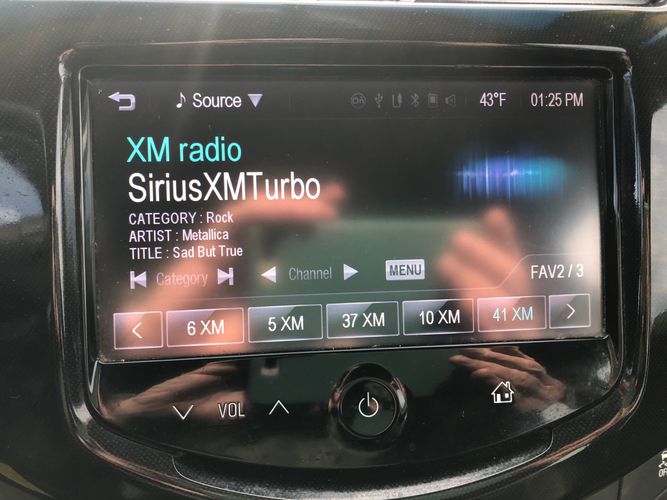 Source
43°F
01:25 PM
XM radio
SiriusXMTurbo
CATEGORY : Rock
ARTIST : Metallica
TITLE : Sad But True
Category
Channel
MENU
FAV2 / 3
6 XM
5 XM
37 XM
10 XM
41 XM
VOL